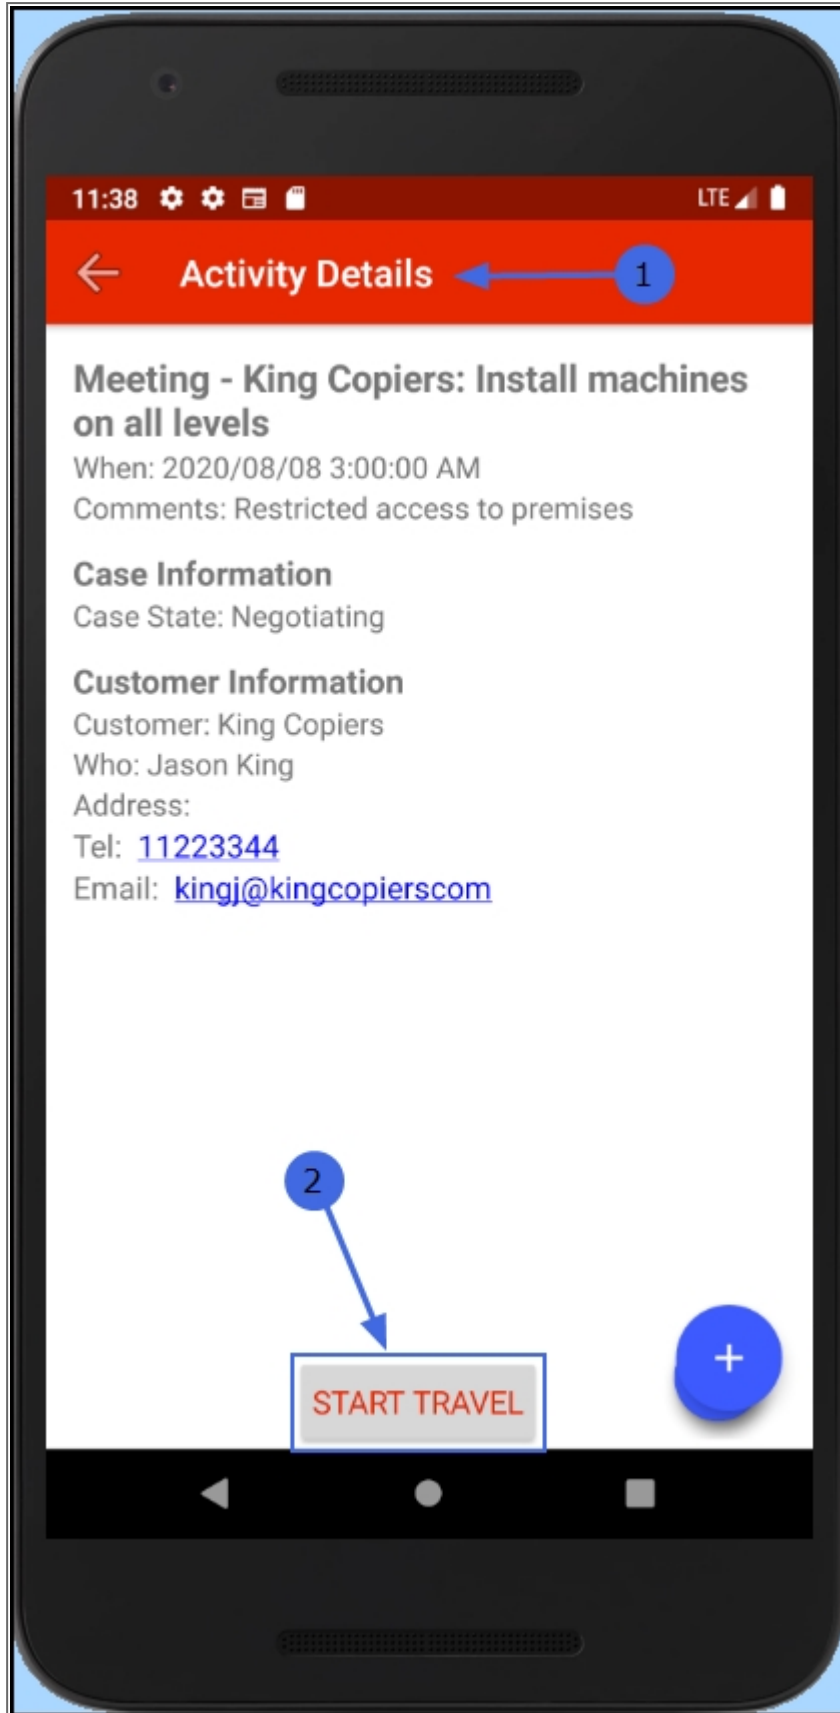 11:38 LTE
Activity Details 1
Meeting - King Copiers: Install machines
on all levels
When: 2020/08/08 3:00:00 AM
Comments: Restricted access to premises
Case Information
Case State: Negotiating
Customer Information
Customer: King Copiers
Who: Jason King
Address:
Tel: 11223344
Email: kingj@kingcopierscom
2
+
START TRAVEL